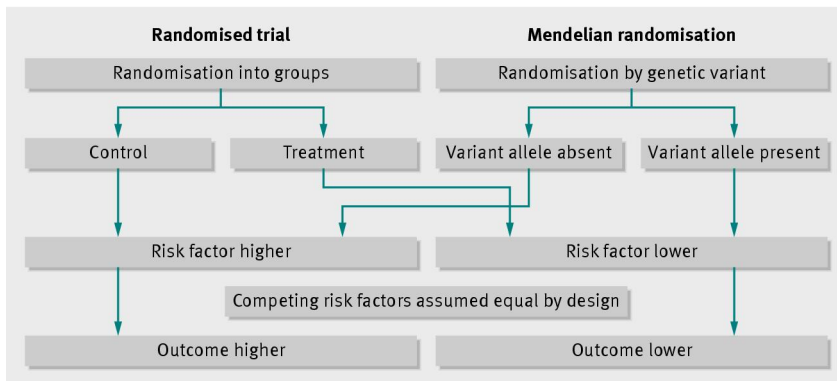 Randomised trial
Mendelian randomisation
Randomisation into groups
Randomisation by genetic variant
Control
Treatment
Variant allele absent
Variant allele present
Risk factor higher
Risk factor lower
Competing risk factors assumed equal by design
Outcome higher
Outcome lower